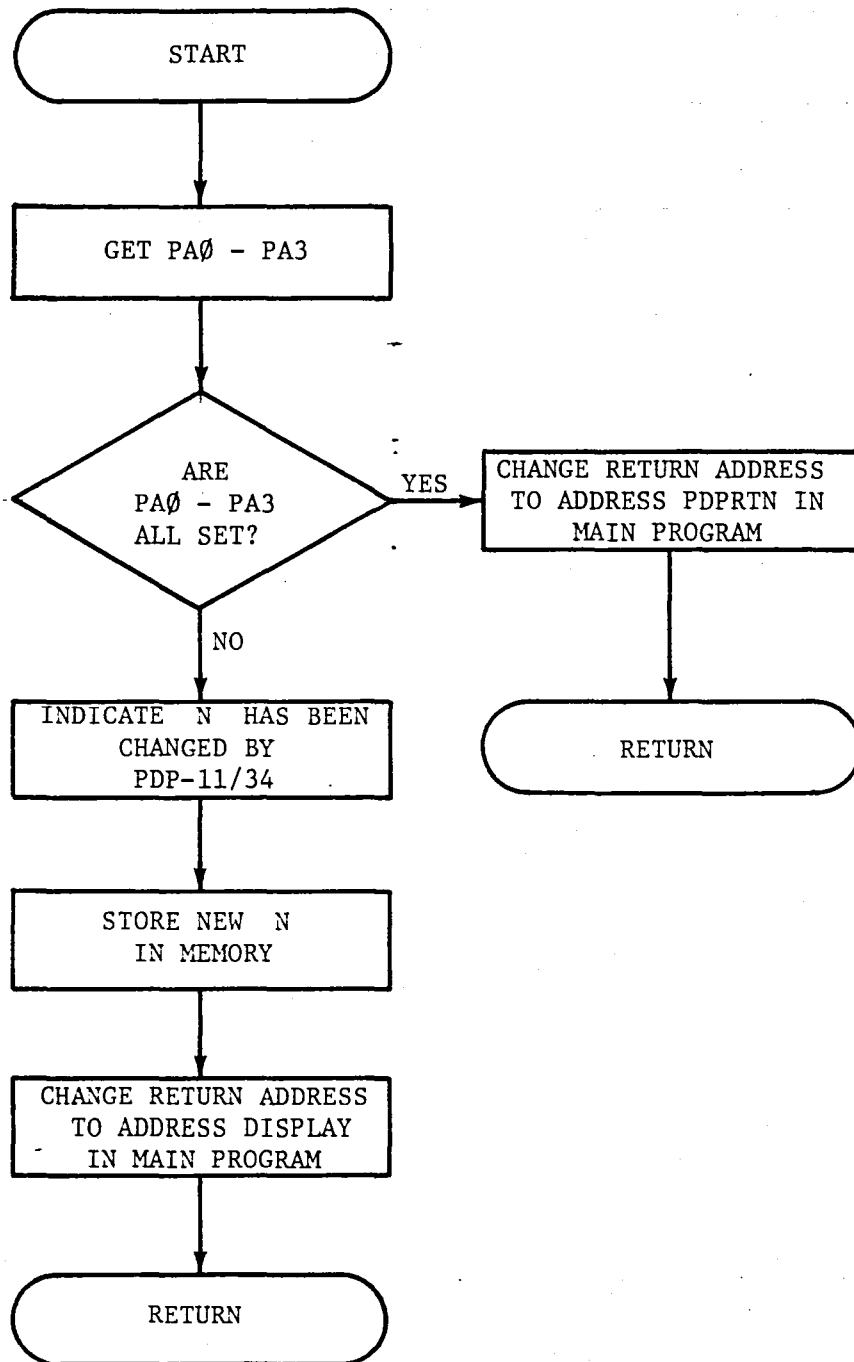 START
GET PAØ - PA3
ARE
PAØ - PA3
ALL SET?
YES
CHANGE RETURN ADDRESS
TO ADDRESS PDPRTN IN
MAIN PROGRAM
RETURN
NO
INDICATE N HAS BEEN
CHANGED BY
PDP-11/34
STORE NEW N
IN MEMORY
CHANGE RETURN ADDRESS
TO ADDRESS DISPLAY
IN MAIN PROGRAM
RETURN